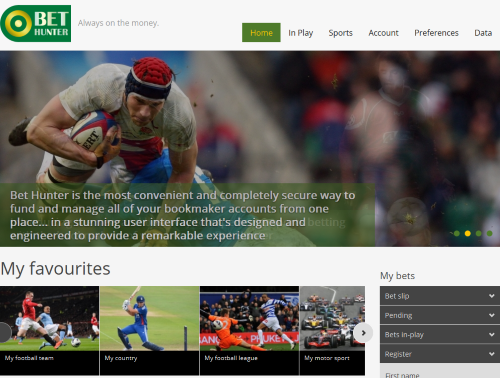 BET
HUNTER
Always on the money.
Home In Play Sports Account Preferences Data
Bet Hunter is the most convenient and completely secure way to
fund and manage all of your bookmaker accounts from one
place... in a stunning user interface that's designed and betting
engineered to provide a remarkable experience
My favourites
My football team
My country
My football league
My motor sport
My bets
Bet slip
Pending
Bets in-play
Register
First name